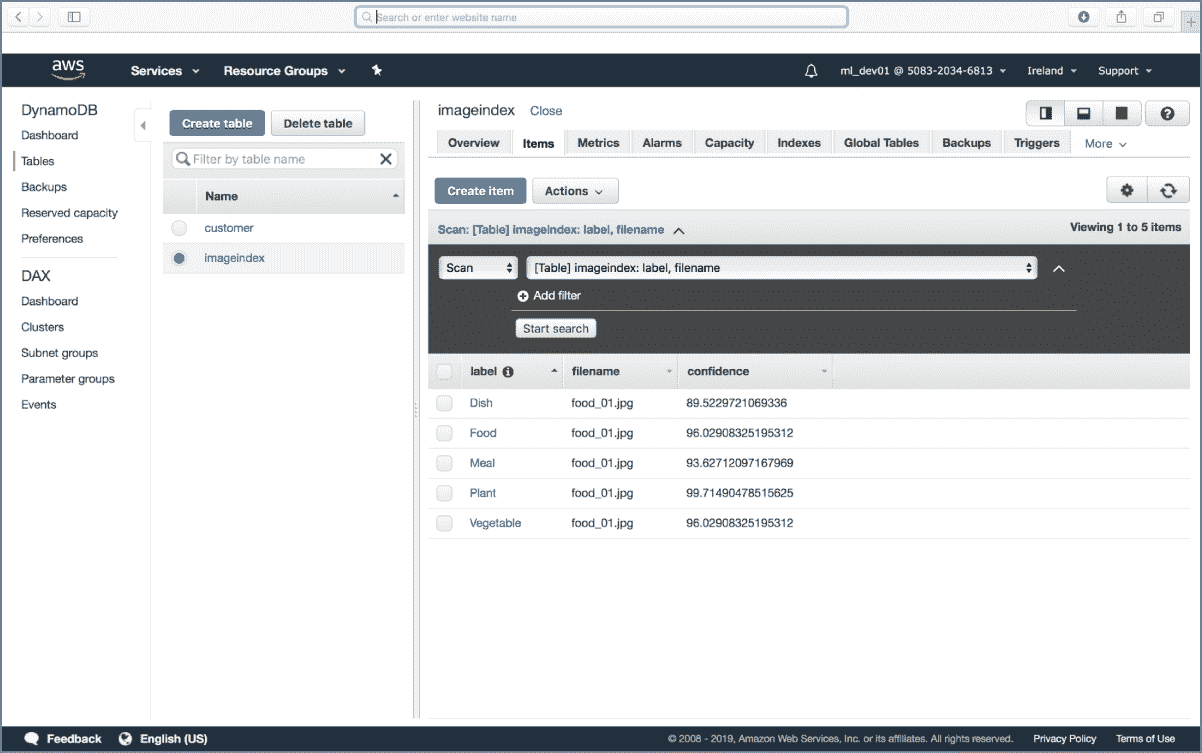 Search or enter website name
aws Services Resource Groups ml_dev01 @ 5083-2034-6813 Ireland Support
DynamoDB
Dashboard
Tables
Backups
Reserved capacity
Preferences
DAX
Dashboard
Clusters
Subnet groups
Parameter groups
Events
Create table Delete table
Filter by table name
Name
customer
imageindex
imageindex Close
Overview Items Metrics Alarms Capacity Indexes Global Tables Backups Triggers More
Create item Actions
Scan: [Table] imageindex: label, filename Viewing 1 to 5 items
Scan [Table] imageindex: label, filename
Add filter
Start search
label filename confidence
Dish food_01.jpg 89.5229721069336
Food food_01.jpg 96.02908325195312
Meal food_01.jpg 93.62712097167969
Plant food_01.jpg 99.71490478515625
Vegetable food_01.jpg 96.02908325195312
Feedback English (US) © 2008 - 2019, Amazon Web Services, Inc. or its affiliates. All rights reserved. Privacy Policy Terms of Use